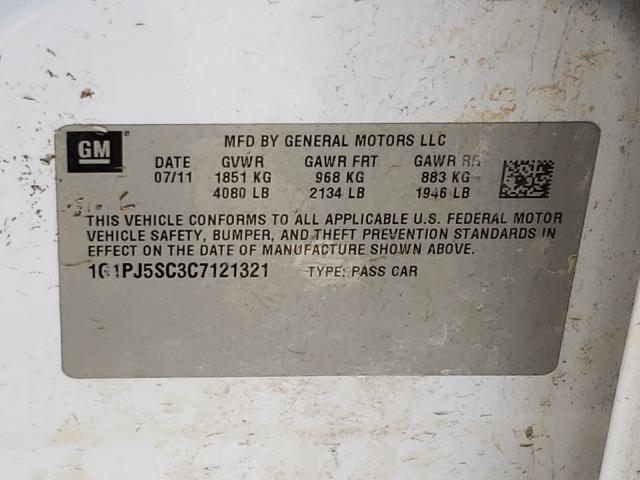 GM
MFD BY GENERAL MOTORS LLC
DATE GVWR GAWR FRT GAWR RR
07/11 1851 KG 968 KG 883 KG
4080 LB 2134 LB 1946 LB
THIS VEHICLE CONFORMS TO ALL APPLICABLE U.S. FEDERAL MOTOR
VEHICLE SAFETY, BUMPER, AND THEFT PREVENTION STANDARDS IN
EFFECT ON THE DATE OF MANUFACTURE SHOWN ABOVE.
1G1PJ5SC3C7121321 TYPE: PASS CAR